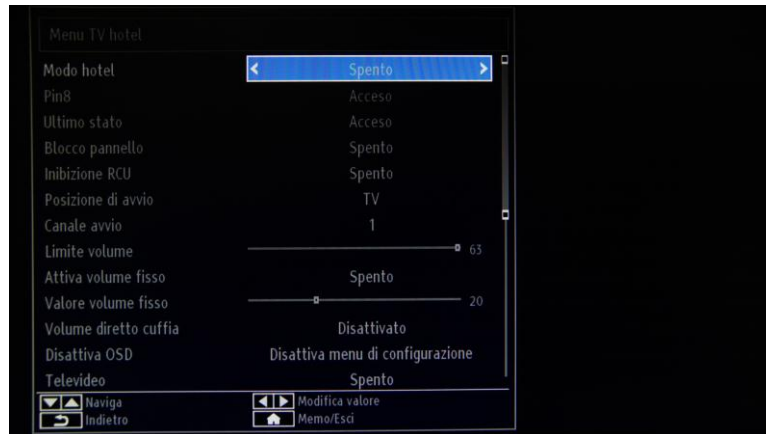 Menu TV hotel
Modo hotel Spento
Pin8 Acceso
Ultimo stato Acceso
Blocco pannello Spento
Inibizione RCU Spento
Posizione di avvio TV
Canale avvio 1
Limite volume 63
Attiva volume fisso Spento
Valore volume fisso 20
Volume diretto cuffia Disattivato
Disattiva OSD Disattiva menu di configurazione
Televideo Spento
Naviga Modifica valore
Indietro Memo/Esci